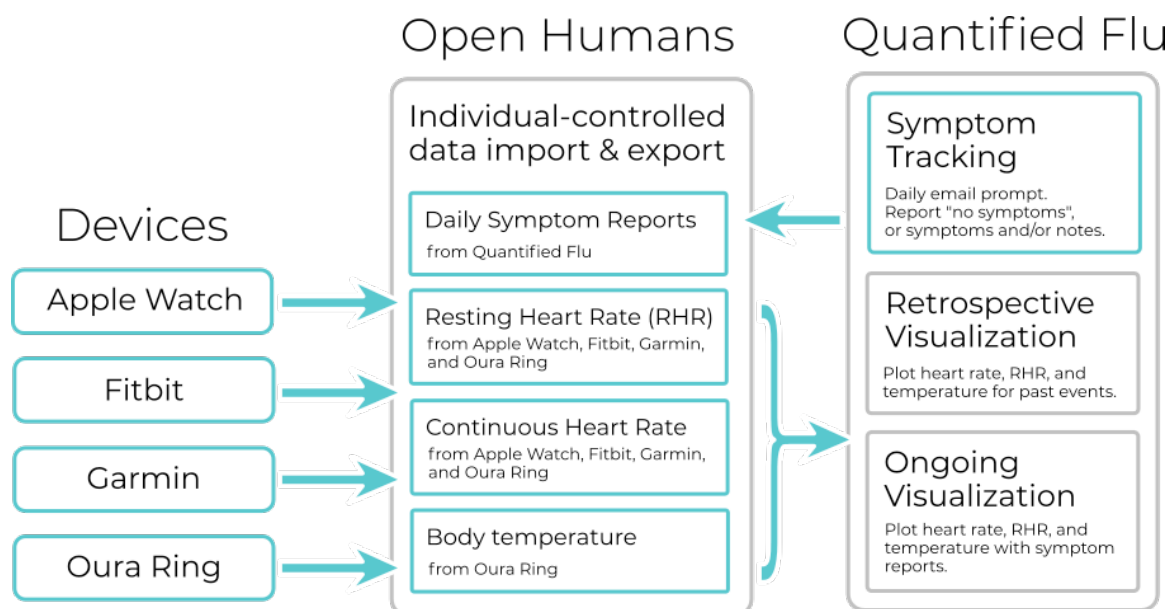 Open Humans
Quantified Flu
Devices
Apple Watch
Fitbit
Garmin
Oura Ring
Individual-controlled
data import & export
Daily Symptom Reports
from Quantified Flu
Resting Heart Rate (RHR)
from Apple Watch, Fitbit, Garmin,
and Oura Ring
Continuous Heart Rate
from Apple Watch, Fitbit, Garmin,
and Oura Ring
Body temperature
from Oura Ring
Symptom
Tracking
Daily email prompt.
Report "no symptoms",
or symptoms and/or notes.
Retrospective
Visualization
Plot heart rate, RHR, and
temperature for past events.
Ongoing
Visualization
Plot heart rate, RHR, and
temperature with symptom
reports.